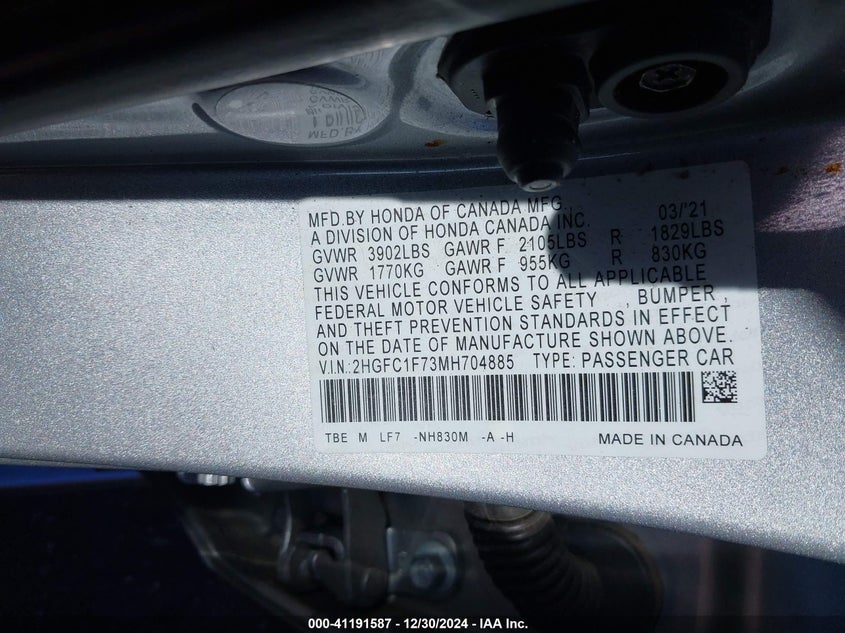 MFD BY
MFD.BY HONDA OF CANADA MFG., 03/'21
A DIVISION OF HONDA CANADA INC.
GVWR 3902LBS GAWR F 2105LBS R 1829LBS
GVWR 1770KG GAWR F 955KG R 830KG
THIS VEHICLE CONFORMS TO ALL APPLICABLE
FEDERAL MOTOR VEHICLE SAFETY , BUMPER ,
AND THEFT PREVENTION STANDARDS IN EFFECT
ON THE DATE OF MANUFACTURE SHOWN ABOVE.
V.I.N.: 2HGFC1F73MH704885 TYPE: PASSENGER CAR
TBE M LF7 -NH830M -A -H MADE IN CANADA
000-41191587 - 12/30/2024 - IAA Inc.